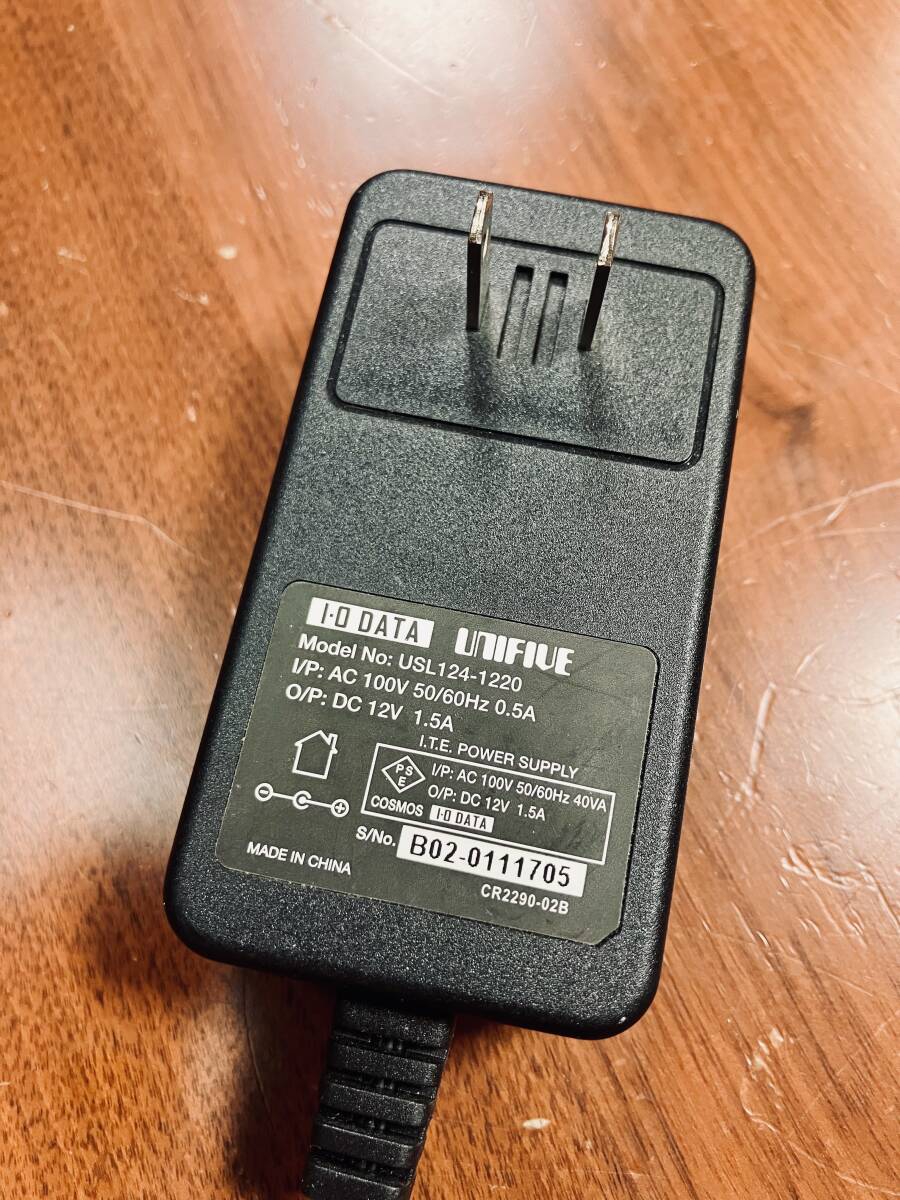 I-O DATA UNIFIVE
Model No: USL124-1220
I/P: AC 100V 50/60Hz 0.5A
O/P: DC 12V 1.5A
I.T.E. POWER SUPPLY
PS
E
I/P: AC 100V 50/60Hz 40VA
O/P: DC 12V 1.5A
COSMOS I-O DATA
S/No. B02-0111705
MADE IN CHINA
CR2290-02B